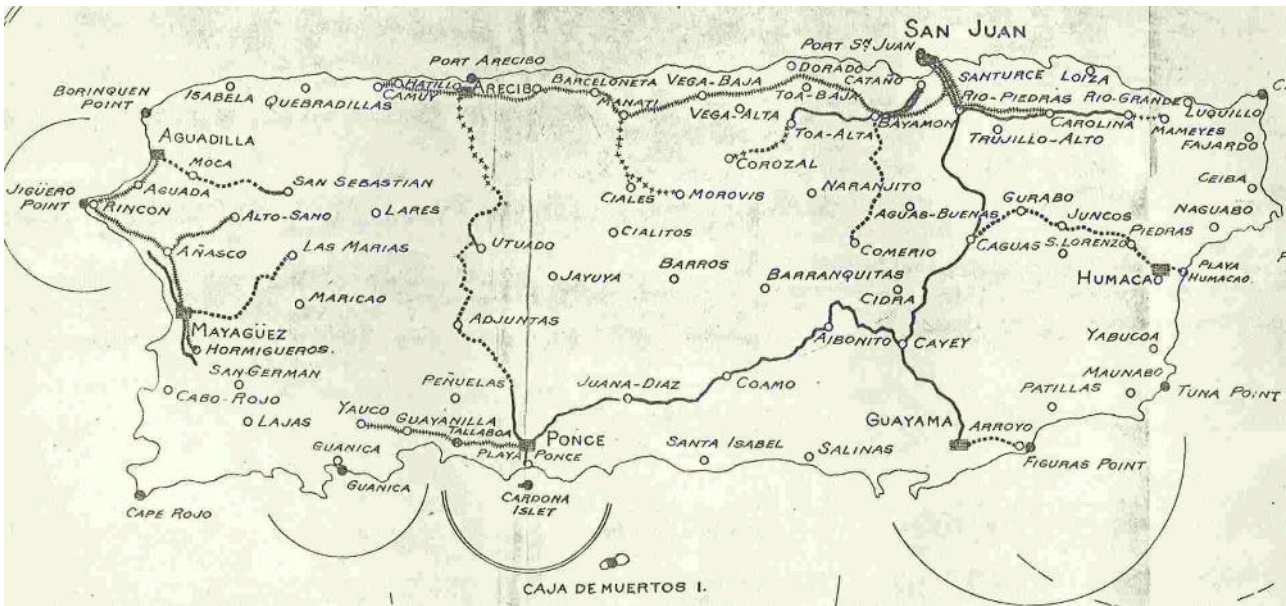 SAN JUAN
PORT Sn JUAN
PORT ARECIBO
DORADO
CATAÑO
SANTURCE
LOIZA
HATILLO
CAMUY
ARECIBO
BARCELONETA
VEGA-BAJA
TOA-BAJA
RIO-PIEDRAS
RIO-GRANDE
ISABELA
QUEBRADILLAS
BORINQUEN
POINT
MANATI
VEGA-ALTA
TOA-ALTA
BAYAMON
CAROLINA
LUQUILLO
MAMEYES
TRUJILLO-ALTO
FAJARDO
AGUADILLA
MOCA
COROZAL
SAN SEBASTIAN
CIALES
MOROVIS
NARANJITO
CEIBA
JIGÜERO
POINT
AGUADA
RINCON
ALTO-SANO
LARES
AGUAS-BUENAS
GURABO
JUNCOS
NAGUABO
AÑASCO
LAS MARIAS
UTUADO
CIALITOS
COMERIO
CAGUAS
S. LORENZO
PIEDRAS
JAYUYA
BARROS
BARRANQUITAS
HUMACAO
PLAYA
HUMACAO
MARICAO
CIDRA
MAYAGÜEZ
ADJUNTAS
AIBONITO
CAYEY
YABUCOA
HORMIGUEROS.
SAN-GERMAN
PEÑUELAS
JUANA-DIAZ
COAMO
PATILLAS
MAUNABO
TUNA POINT
CABO-ROJO
LAJAS
YAUCO
GUAYANILLA
TALLABOA
PONCE
PLAYA PONCE
GUAYAMA
ARROYO
GUANICA
SANTA ISABEL
SALINAS
FIGURAS POINT
GUANICA
CARDONA
ISLET
CAPE ROJO
CAJA DE MUERTOS I.